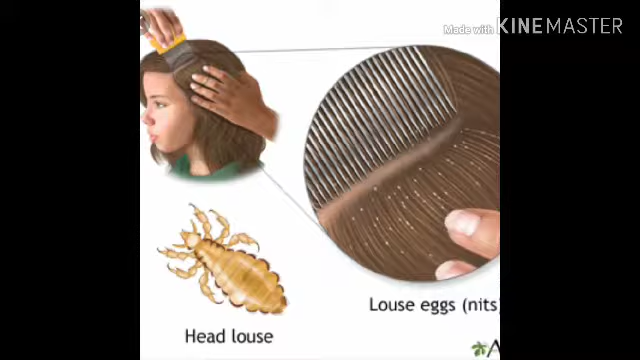 Made with KINEMASTER
Louse eggs (nits)
Head louse
A